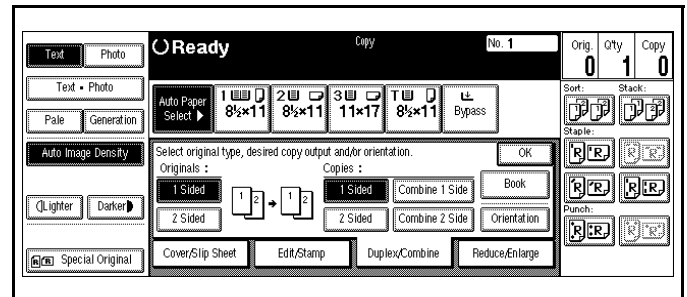 Text Photo
Text • Photo
Pale Generation
Auto Image Density
Lighter Darker
Special Original
Ready Copy No. 1
Auto Paper Select ▶
1 8½×11
2 8½×11
3 11×17
T 8½×11
Bypass
Select original type, desired copy output and/or orientation. OK
Originals : Copies :
1 Sided 1 2 → 1 2 1 Sided Combine 1 Side Book
2 Sided 2 Sided Combine 2 Side Orientation
Cover/Slip Sheet Edit/Stamp Duplex/Combine Reduce/Enlarge
Orig. Q'ty Copy
0 1 0
Sort: Stack:
Staple:
R R R R
R R R R
Punch:
R R R R